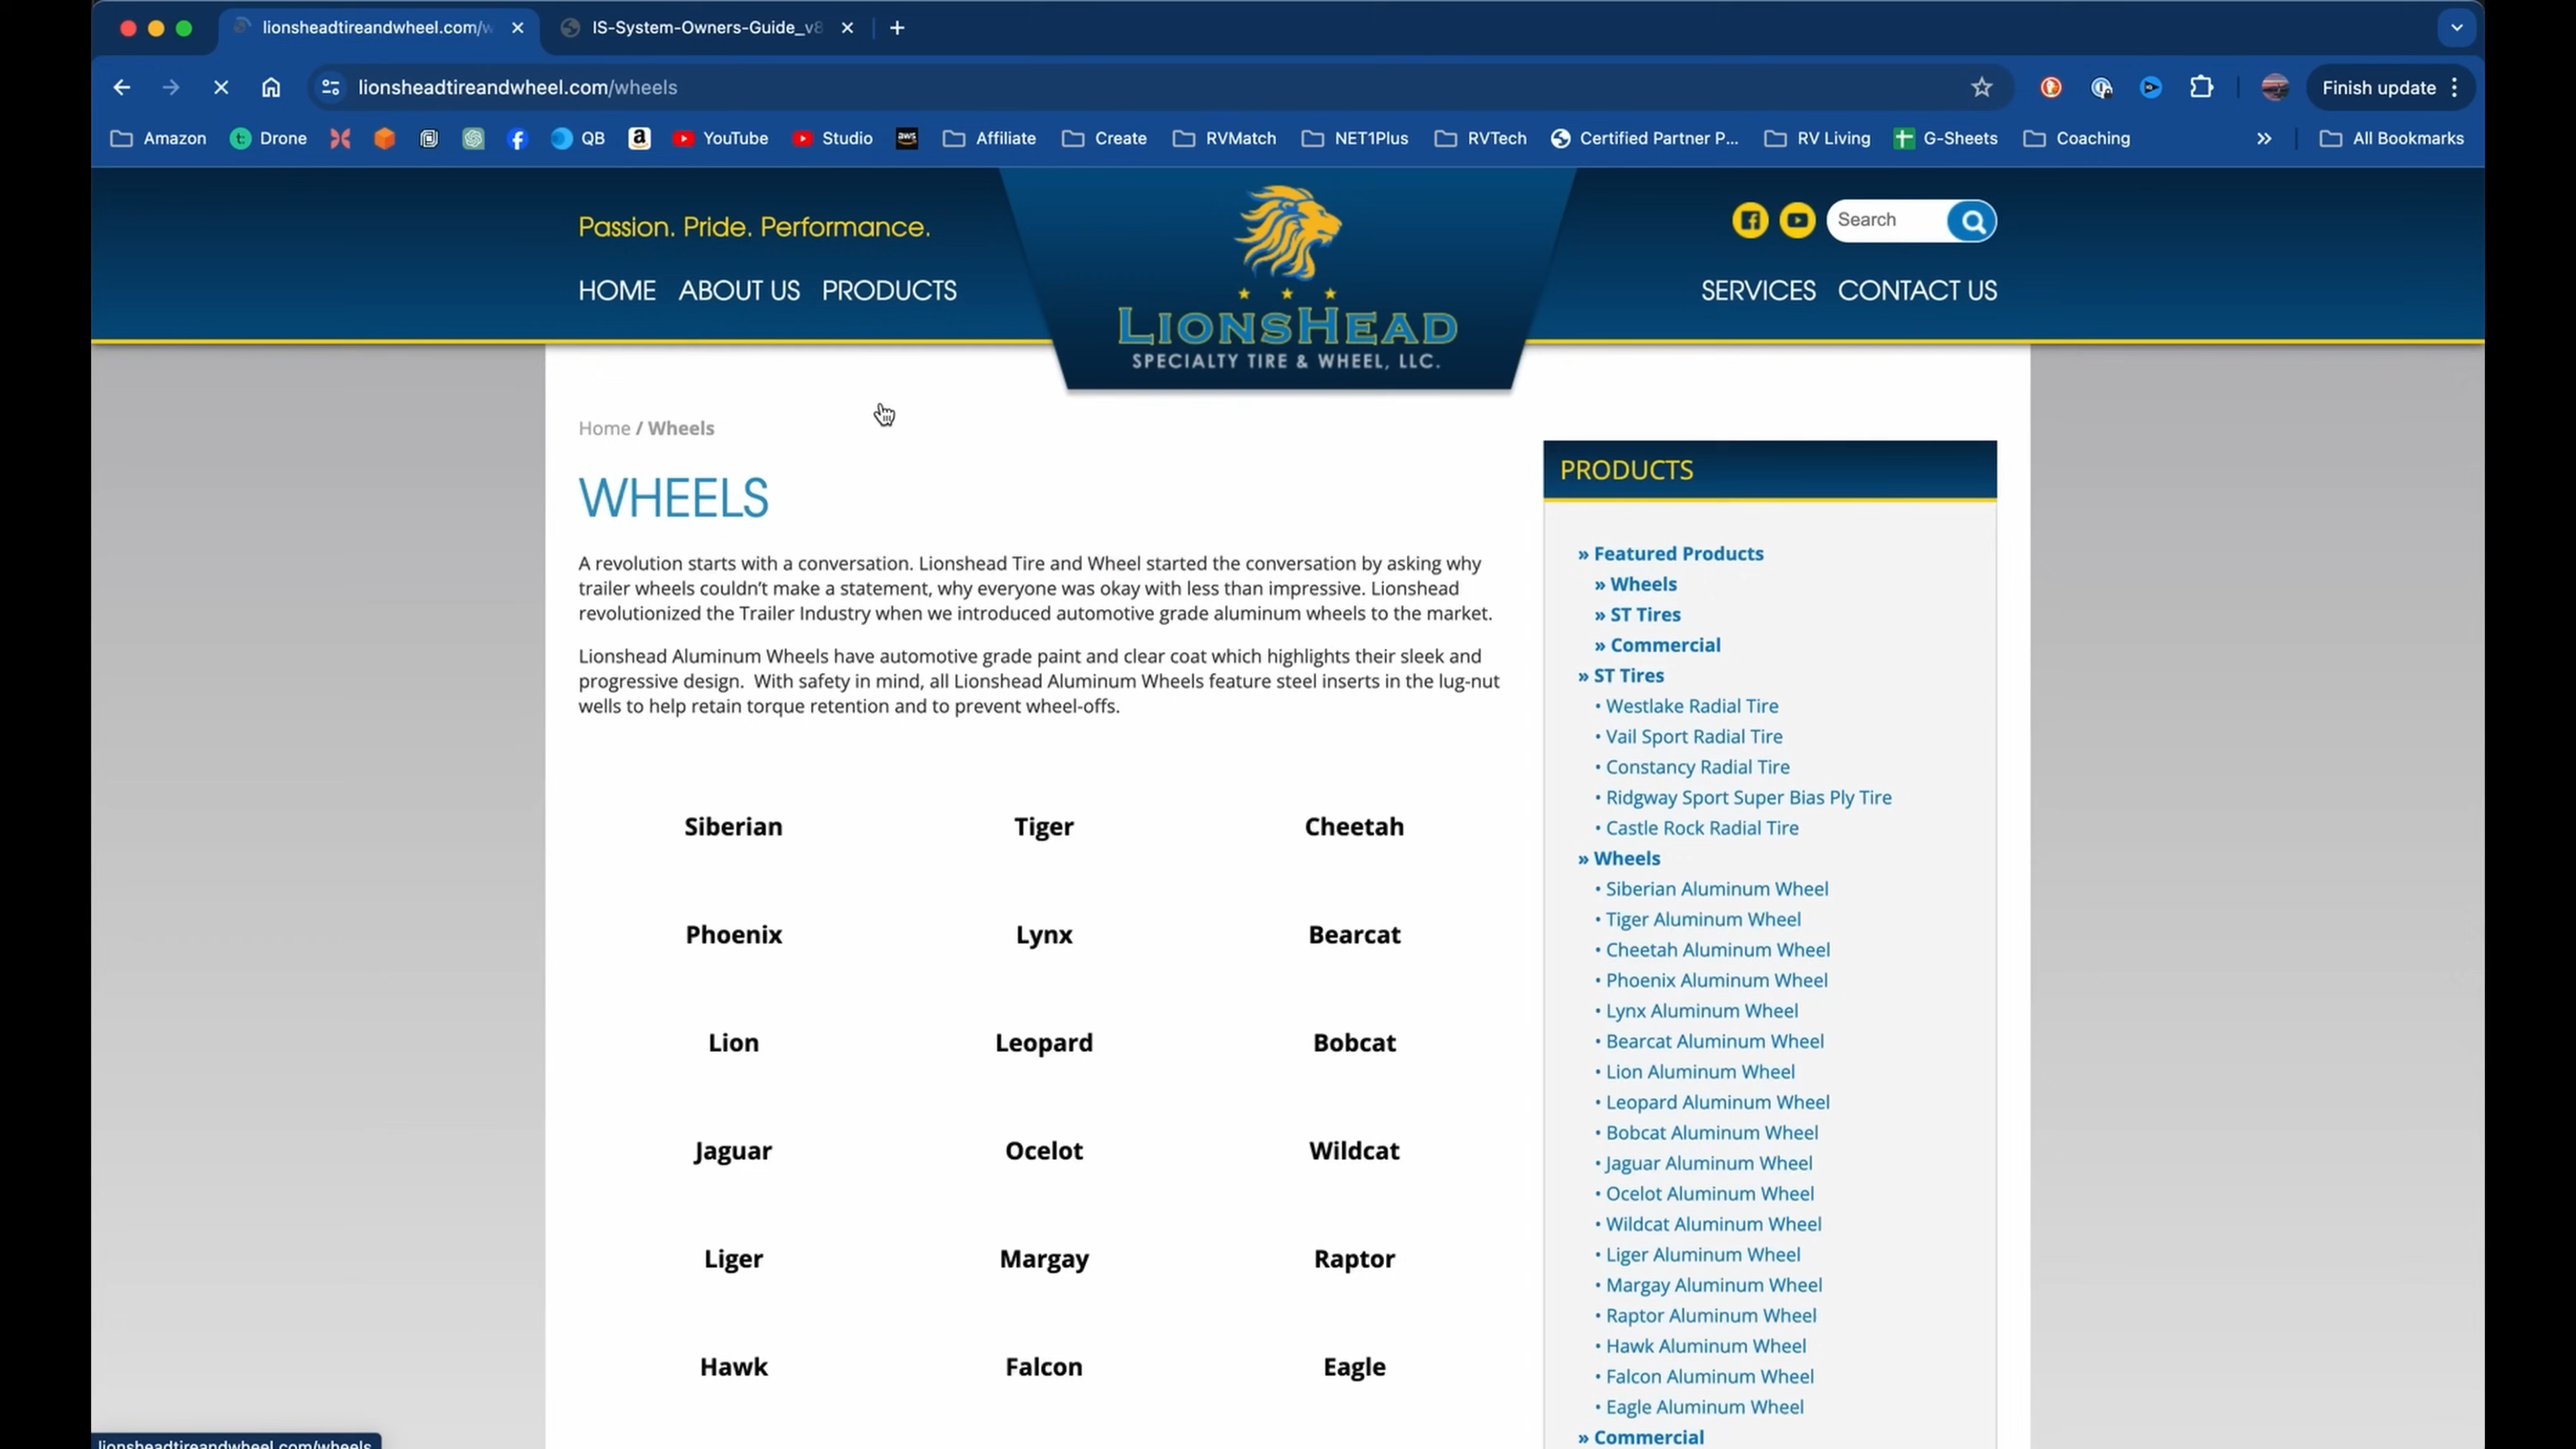 lionsheadtireandwheel.com/w
IS-System-Owners-Guide_v8
lionsheadtireandwheel.com/wheels
Finish update
Amazon
Drone
QB
YouTube
Studio
aws
Affiliate
Create
RVMatch
NET1Plus
RVTech
Certified Partner P...
RV Living
G-Sheets
Coaching
All Bookmarks
Passion. Pride. Performance.
Search
HOME ABOUT US PRODUCTS
LIONSHEAD
SPECIALTY TIRE & WHEEL, LLC.
SERVICES CONTACT US
Home / Wheels
WHEELS
A revolution starts with a conversation. Lionshead Tire and Wheel started the conversation by asking why
trailer wheels couldn’t make a statement, why everyone was okay with less than impressive. Lionshead
revolutionized the Trailer Industry when we introduced automotive grade aluminum wheels to the market.
Lionshead Aluminum Wheels have automotive grade paint and clear coat which highlights their sleek and
progressive design.  With safety in mind, all Lionshead Aluminum Wheels feature steel inserts in the lug-nut
wells to help retain torque retention and to prevent wheel-offs.
Siberian Tiger Cheetah
Phoenix Lynx Bearcat
Lion Leopard Bobcat
Jaguar Ocelot Wildcat
Liger Margay Raptor
Hawk Falcon Eagle
PRODUCTS
» Featured Products
» Wheels
» ST Tires
» Commercial
» ST Tires
• Westlake Radial Tire
• Vail Sport Radial Tire
• Constancy Radial Tire
• Ridgway Sport Super Bias Ply Tire
• Castle Rock Radial Tire
» Wheels
• Siberian Aluminum Wheel
• Tiger Aluminum Wheel
• Cheetah Aluminum Wheel
• Phoenix Aluminum Wheel
• Lynx Aluminum Wheel
• Bearcat Aluminum Wheel
• Lion Aluminum Wheel
• Leopard Aluminum Wheel
• Bobcat Aluminum Wheel
• Jaguar Aluminum Wheel
• Ocelot Aluminum Wheel
• Wildcat Aluminum Wheel
• Liger Aluminum Wheel
• Margay Aluminum Wheel
• Raptor Aluminum Wheel
• Hawk Aluminum Wheel
• Falcon Aluminum Wheel
• Eagle Aluminum Wheel
» Commercial
lionsheadtireandwheel.com/wheels